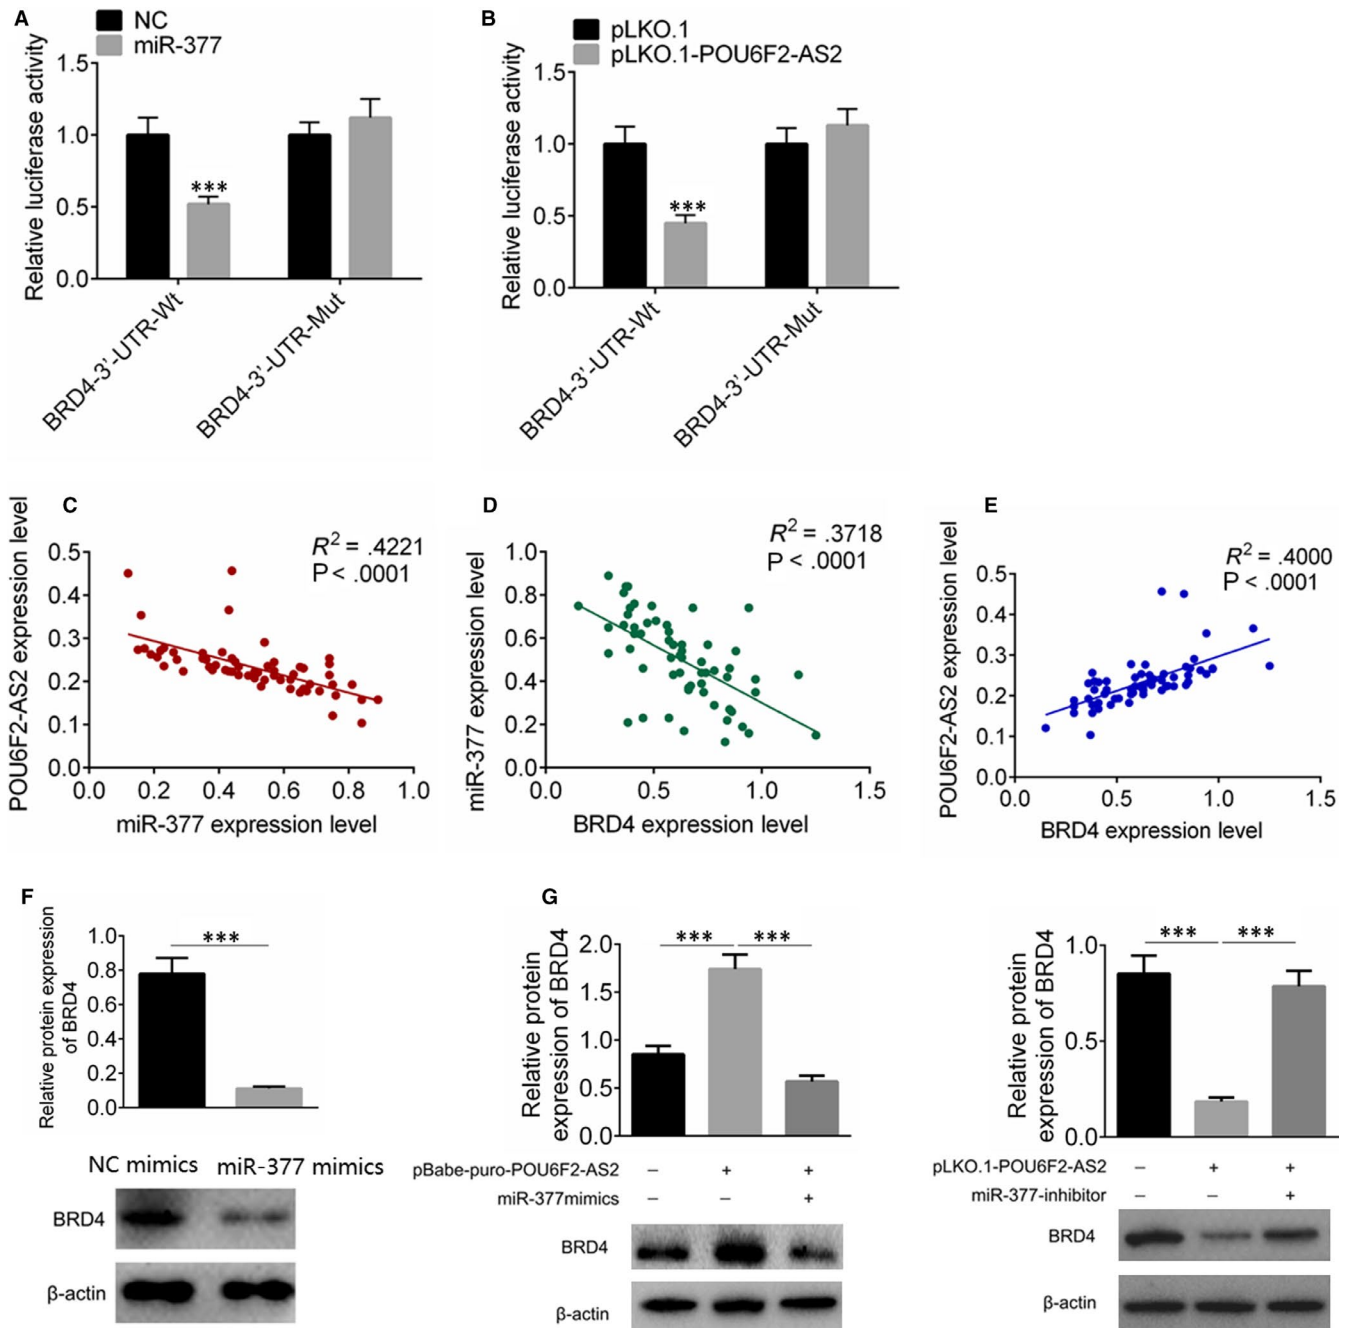 A
NC
miR-377
Relative luciferase activity
1.5
1.0
0.5
0.0
***
BRD4-3'-UTR-Wt
BRD4-3'-UTR-Mut
B
pLKO.1
pLKO.1-POU6F2-AS2
Relative luciferase activity
1.5
1.0
0.5
0.0
***
BRD4-3'-UTR-Wt
BRD4-3'-UTR-Mut
C
POU6F2-AS2 expression level
R2 = .4221
P < .0001
0.5
0.4
0.3
0.2
0.1
0.0
0.0 0.2 0.4 0.6 0.8 1.0
miR-377 expression level
D
miR-377 expression level
R2 = .3718
P < .0001
1.0
0.8
0.6
0.4
0.2
0.0
0.0 0.5 1.0 1.5
BRD4 expression level
E
POU6F2-AS2 expression level
R2 = .4000
P < .0001
0.5
0.4
0.3
0.2
0.1
0.0
0.0 0.5 1.0 1.5
BRD4 expression level
F
Relative protein expression
of BRD4
1.0
0.8
0.6
0.4
0.2
0.0
***
NC mimics miR-377 mimics
BRD4
β-actin
G
Relative protein
expression of BRD4
2.0
1.5
1.0
0.5
0.0
*** ***
pBabe-puro-POU6F2-AS2 − + +
miR-377mimics − − +
BRD4
β-actin
Relative protein
expression of BRD4
1.0
0.5
0.0
*** ***
pLKO.1-POU6F2-AS2 − + +
miR-377-inhibitor − − +
BRD4
β-actin